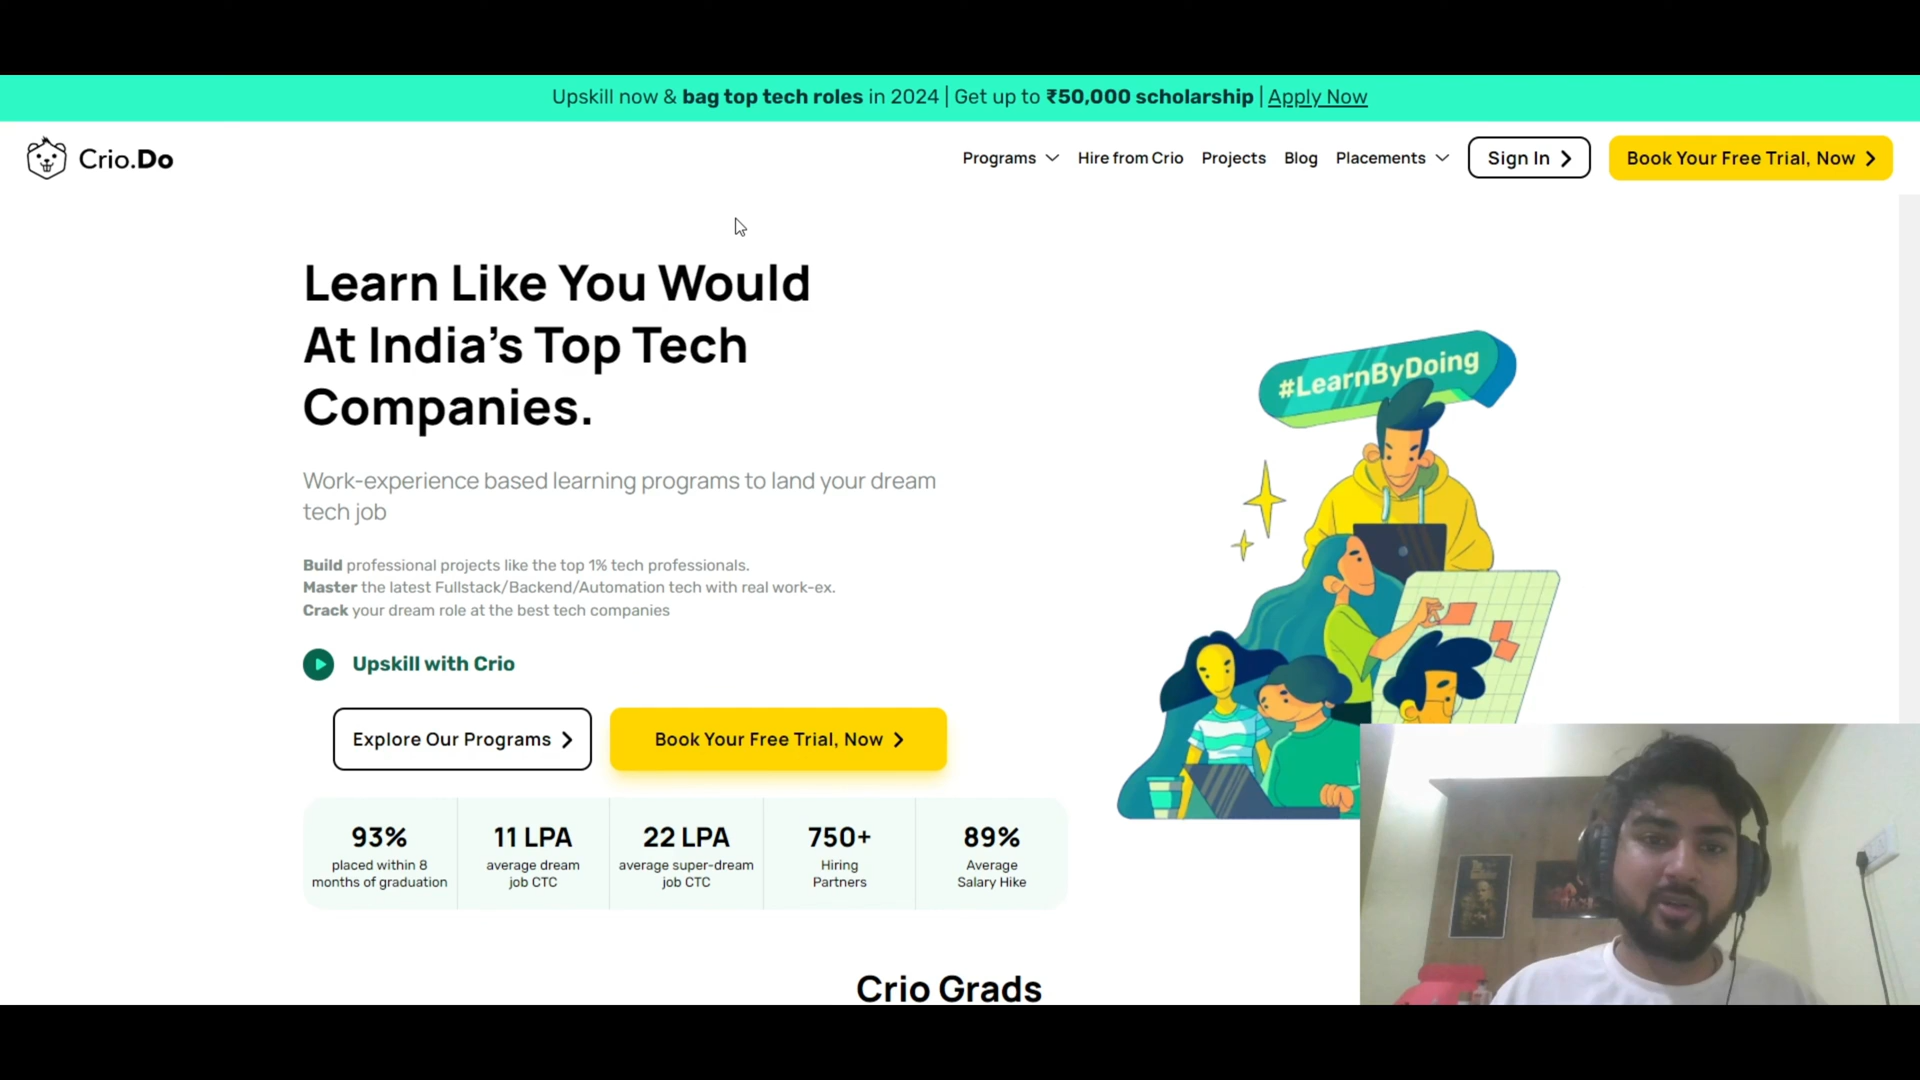 Upskill now & bag top tech roles in 2024 | Get up to ₹50,000 scholarship | Apply Now
Crio.Do
Programs
Hire from Crio
Projects
Blog
Placements
Sign In
Book Your Free Trial, Now
Learn Like You Would
At India's Top Tech
Companies.
#LearnByDoing
Work-experience based learning programs to land your dream
tech job
Build professional projects like the top 1% tech professionals.
Master the latest Fullstack/Backend/Automation tech with real work-ex.
Crack your dream role at the best tech companies
Upskill with Crio
Explore Our Programs
Book Your Free Trial, Now
93%
placed within 8
months of graduation
11 LPA
average dream
job CTC
22 LPA
average super-dream
job CTC
750+
Hiring
Partners
89%
Average
Salary Hike
Crio Grads